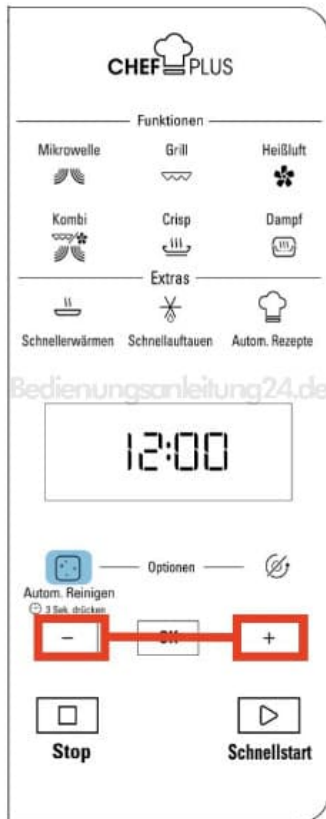 CHEF PLUS
Funktionen
Mikrowelle Grill Heißluft
Kombi Crisp Dampf
Extras
Schnellerwärmen Schnellauftauen Autom. Rezepte
Bedienungsanleitung24.de
12:00
Optionen
Autom. Reinigen
3 Sek. drücken
- OK +
Stop Schnellstart